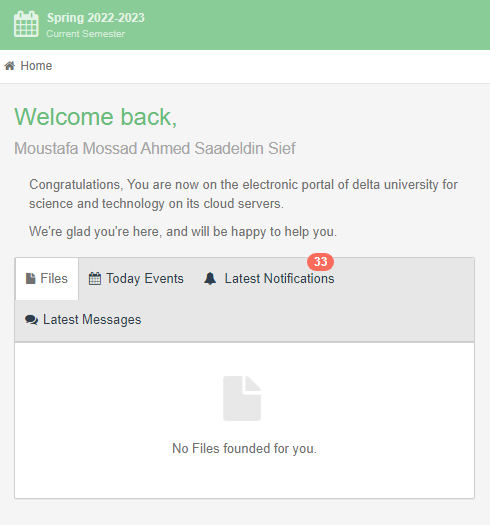 Spring 2022-2023
Current Semester
Home
Welcome back,
Moustafa Mossad Ahmed Saadeldin Sief
Congratulations, You are now on the electronic portal of delta university for
science and technology on its cloud servers.
We're glad you're here, and will be happy to help you.
33
Files Today Events Latest Notifications
Latest Messages
No Files founded for you.